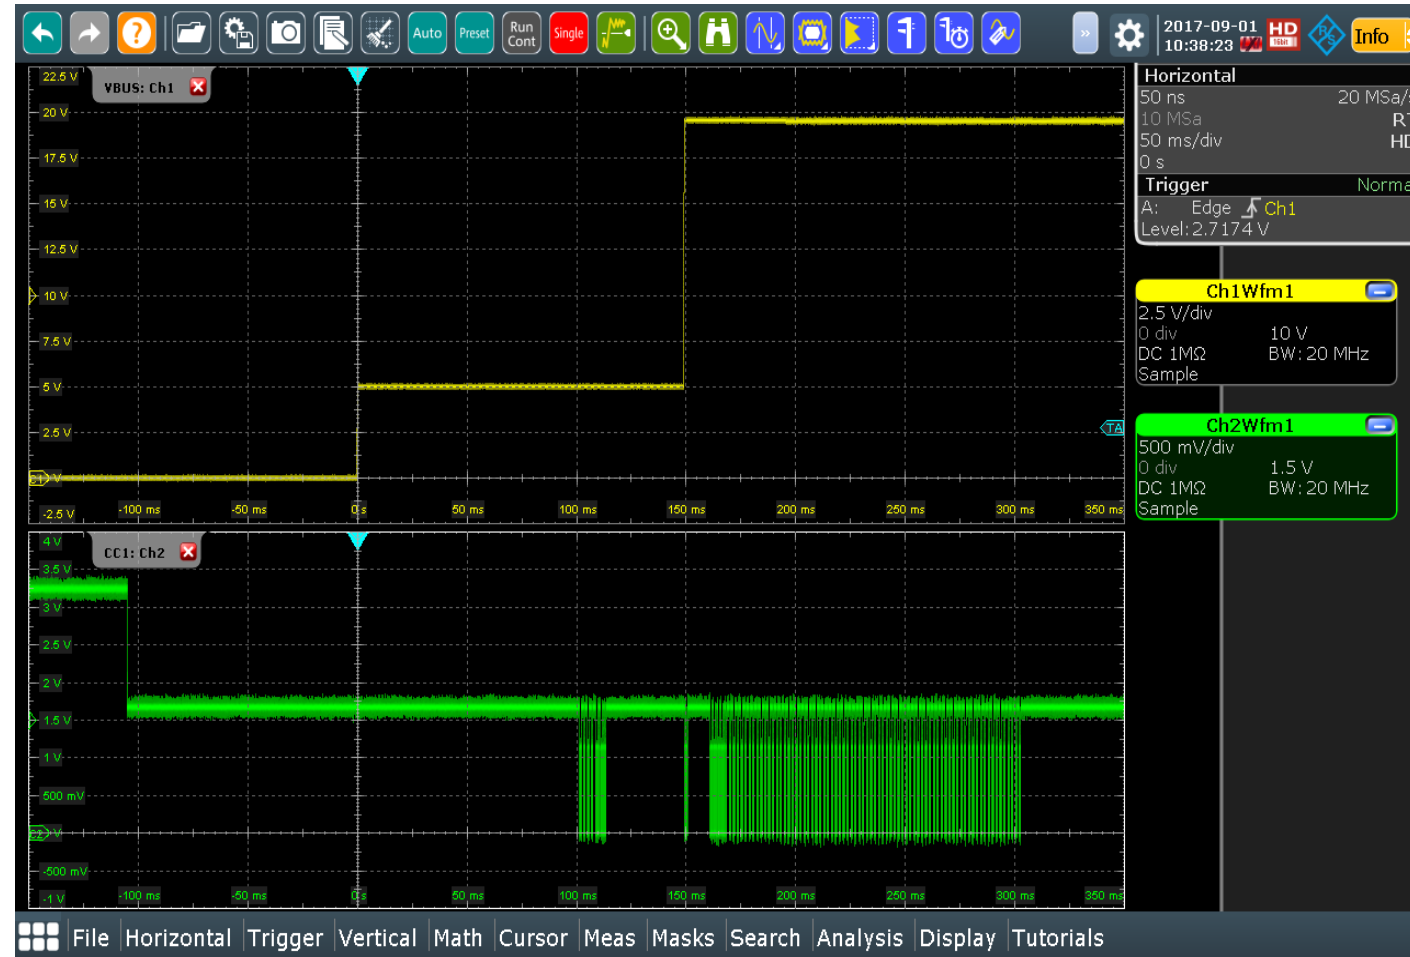 Auto
Preset
Run
Cont
Single
»
2017-09-01
10:38:23
HD
16bit
R&S
Info
VBUS: Ch1
22.5 V
20 V
17.5 V
15 V
12.5 V
10 V
7.5 V
5 V
2.5 V
C1
V
-2.5 V
TA
-100 ms
-50 ms
0 s
50 ms
100 ms
150 ms
200 ms
250 ms
300 ms
350 ms
CC1: Ch2
4 V
3.5 V
3 V
2.5 V
2 V
1.5 V
1 V
500 mV
C2
V
-500 mV
-1 V
-100 ms
-50 ms
0 s
50 ms
100 ms
150 ms
200 ms
250 ms
300 ms
350 ms
Horizontal
50 ns 20 MSa/
10 MSa
50 ms/div
0 s
Trigger Norma
A: Edge Ch1
Level: 2.7174 V
Ch1Wfm1
2.5 V/div
0 div 10 V
DC 1MΩ BW: 20 MHz
Sample
Ch2Wfm1
500 mV/div
0 div 1.5 V
DC 1MΩ BW: 20 MHz
Sample
File Horizontal Trigger Vertical Math Cursor Meas Masks Search Analysis Display Tutorials